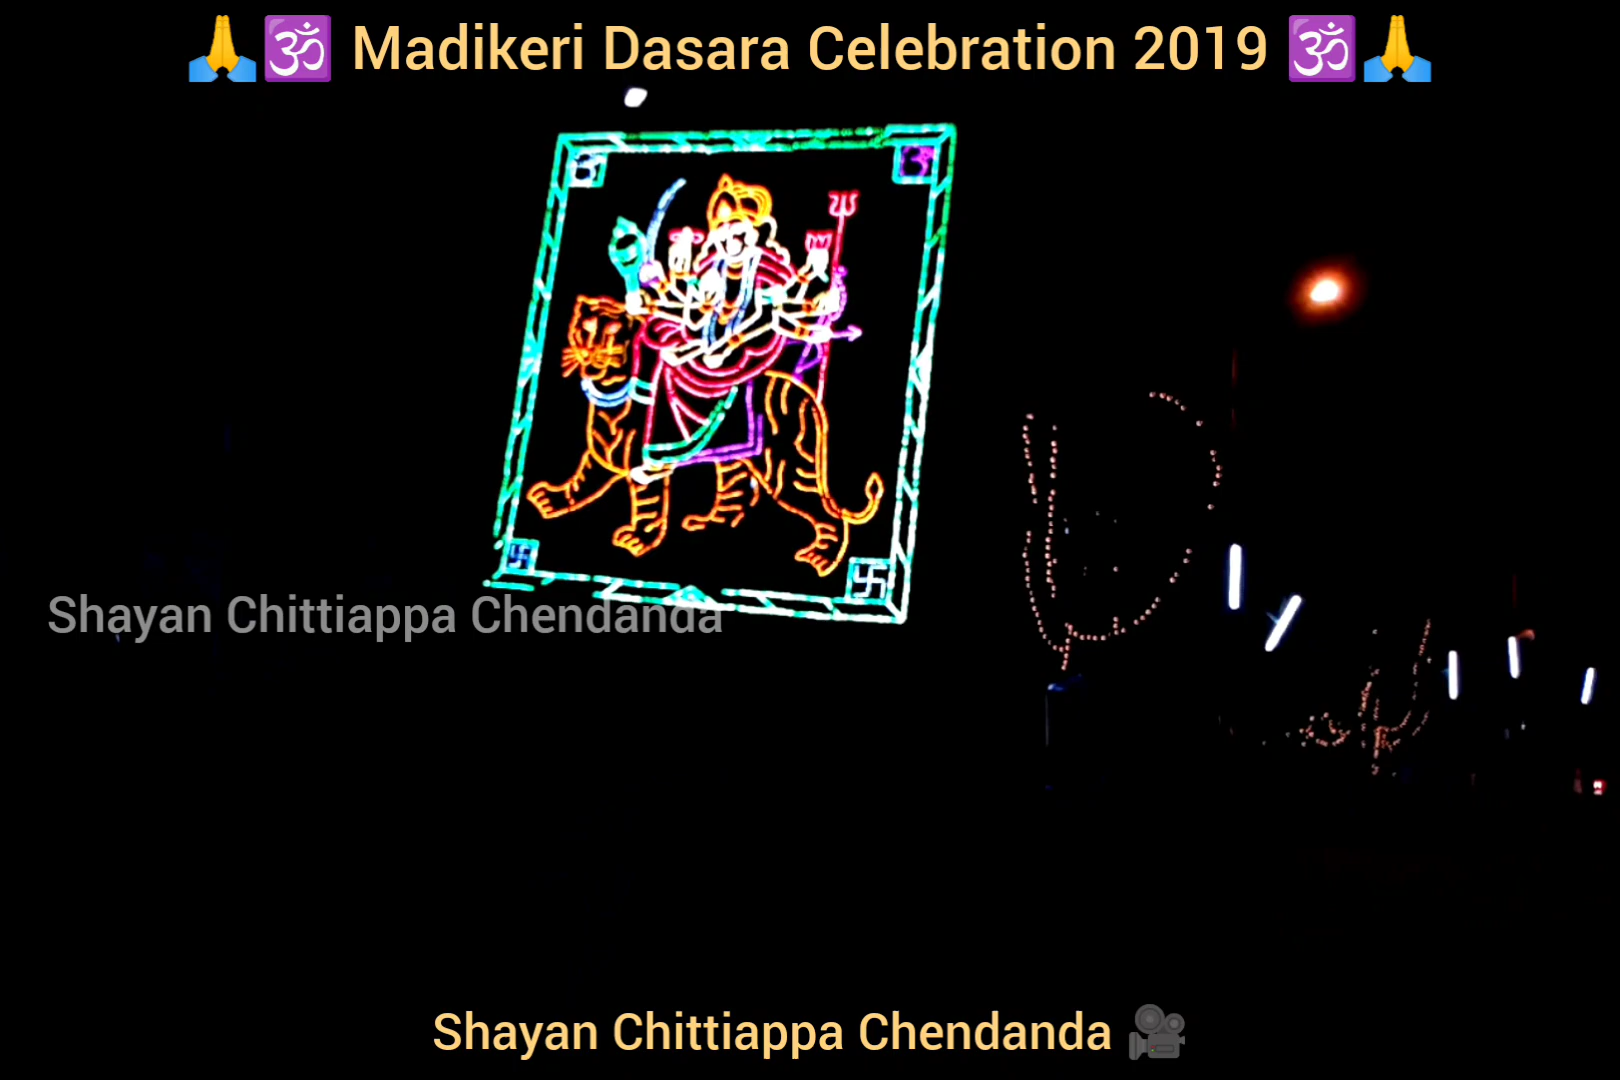 🙏🕉️ Madikeri Dasara Celebration 2019 🕉️🙏
Shayan Chittiappa Chendanda
Shayan Chittiappa Chendanda 🎥